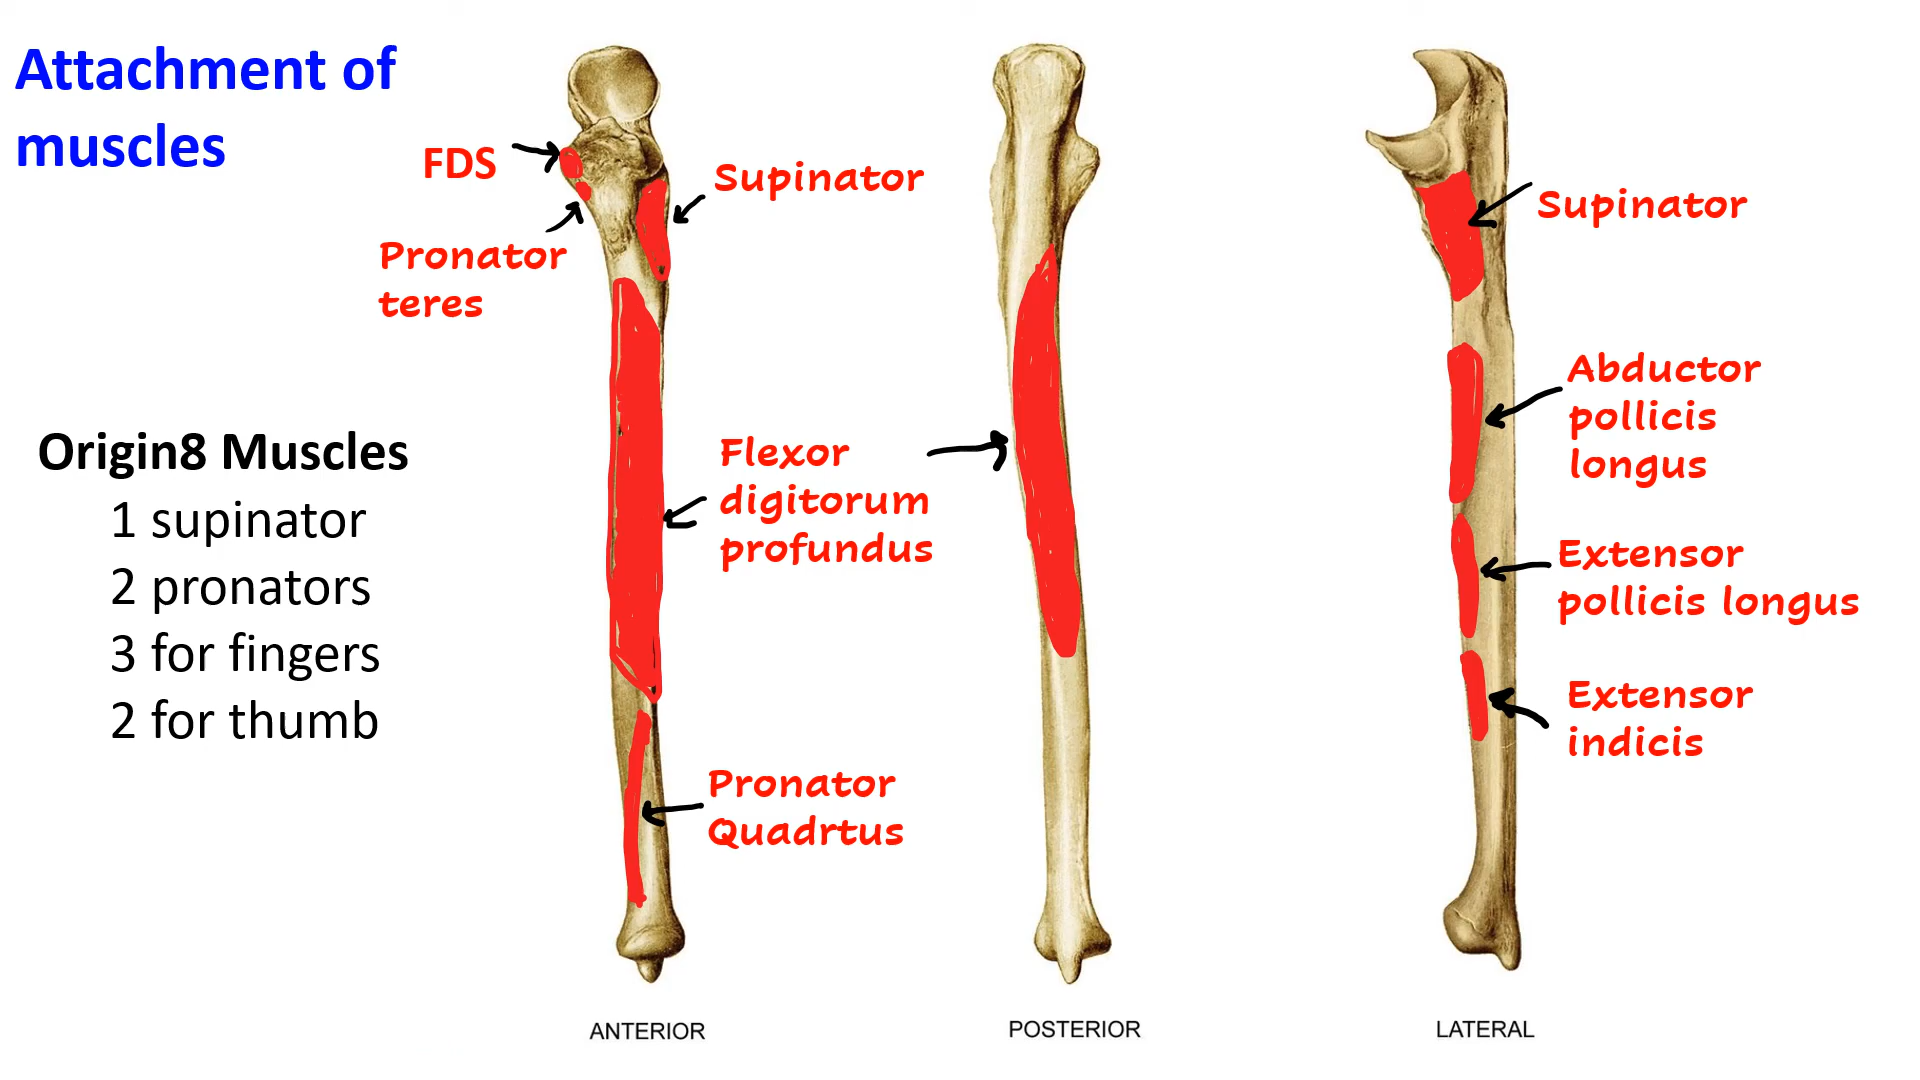 Attachment of
muscles
FDS
Supinator
Pronator
teres
Supinator
Abductor
pollicis
longus
Origin8 Muscles
1 supinator
2 pronators
3 for fingers
2 for thumb
Flexor
digitorum
profundus
Extensor
pollicis longus
Extensor
indicis
Pronator
Quadrtus
ANTERIOR
POSTERIOR
LATERAL